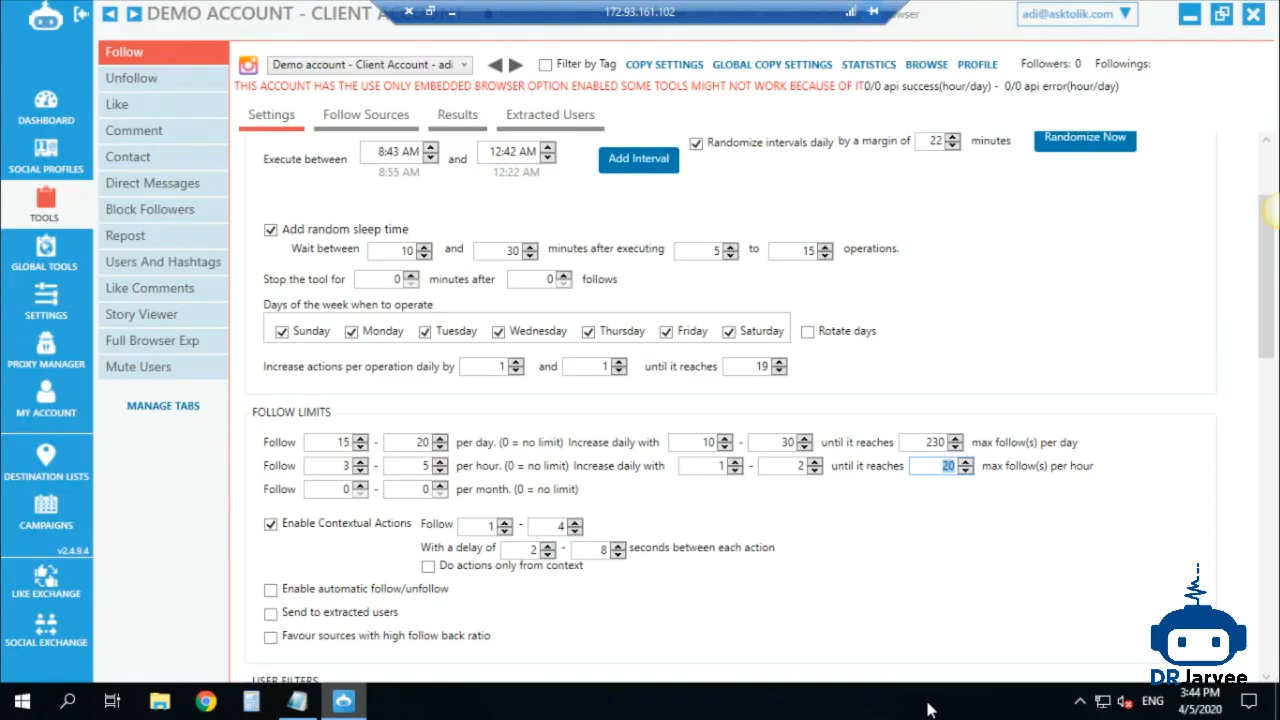 DEMO ACCOUNT - CLIENT ACCOUNT
172.93.161.102
owser
adi@asktolik.com
Follow
Demo account - Client Account - adi
Filter by Tag
COPY SETTINGS
GLOBAL COPY SETTINGS
STATISTICS
BROWSE
PROFILE
Followers: 0
Followings:
THIS ACCOUNT HAS THE USE ONLY EMBEDDED BROWSER OPTION ENABLED SOME TOOLS MIGHT NOT WORK BECAUSE OF IT0/0 api success(hour/day) - 0/0 api error(hour/day)
Settings
Follow Sources
Results
Extracted Users
Execute between 8:43 AM and 12:42 AM
8:55 AM 12:22 AM
Add Interval
Randomize intervals daily by a margin of 22 minutes
Randomize Now
Add random sleep time
Wait between 10 and 30 minutes after executing 5 to 15 operations.
Stop the tool for 0 minutes after 0 follows
Days of the week when to operate
Sunday Monday Tuesday Wednesday Thursday Friday Saturday Rotate days
Increase actions per operation daily by 1 and 1 until it reaches 19
FOLLOW LIMITS
Follow 15 - 20 per day. (0 = no limit) Increase daily with 10 - 30 until it reaches 230 max follow(s) per day
Follow 3 - 5 per hour. (0 = no limit) Increase daily with 1 - 2 until it reaches 20 max follow(s) per hour
Follow 0 - 0 per month. (0 = no limit)
Enable Contextual Actions Follow 1 - 4
With a delay of 2 - 8 seconds between each action
Do actions only from context
Enable automatic follow/unfollow
Send to extracted users
Favour sources with high follow back ratio
USER FILTERS
Unfollow
Like
Comment
Contact
Direct Messages
Block Followers
Repost
Users And Hashtags
Like Comments
Story Viewer
Full Browser Exp
Mute Users
MANAGE TABS
DASHBOARD
SOCIAL PROFILES
TOOLS
GLOBAL TOOLS
SETTINGS
PROXY MANAGER
MY ACCOUNT
DESTINATION LISTS
CAMPAIGNS
v2.4.9.4
LIKE EXCHANGE
SOCIAL EXCHANGE
DR Jarvee
ENG
3:44 PM
4/5/2020